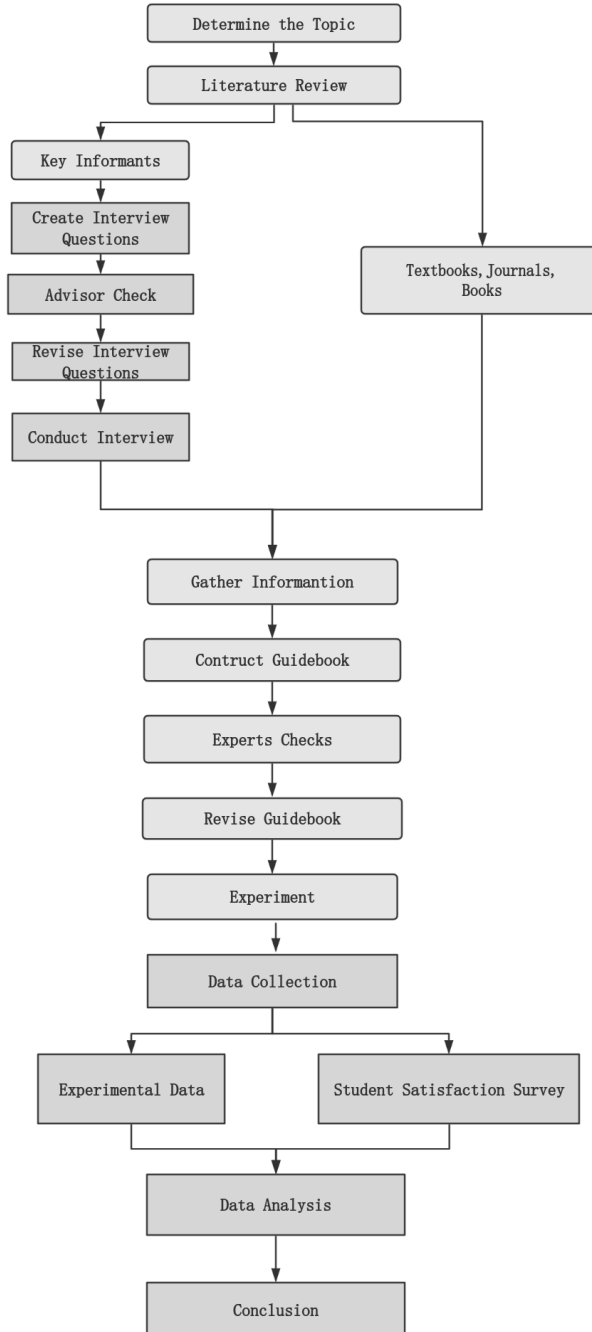 Determine the Topic
Literature Review
Key Informants
Create Interview
Questions
Advisor Check
Revise Interview
Questions
Conduct Interview
Textbooks, Journals,
Books
Gather Informantion
Contruct Guidebook
Experts Checks
Revise Guidebook
Experiment
Data Collection
Experimental Data
Student Satisfaction Survey
Data Analysis
Conclusion